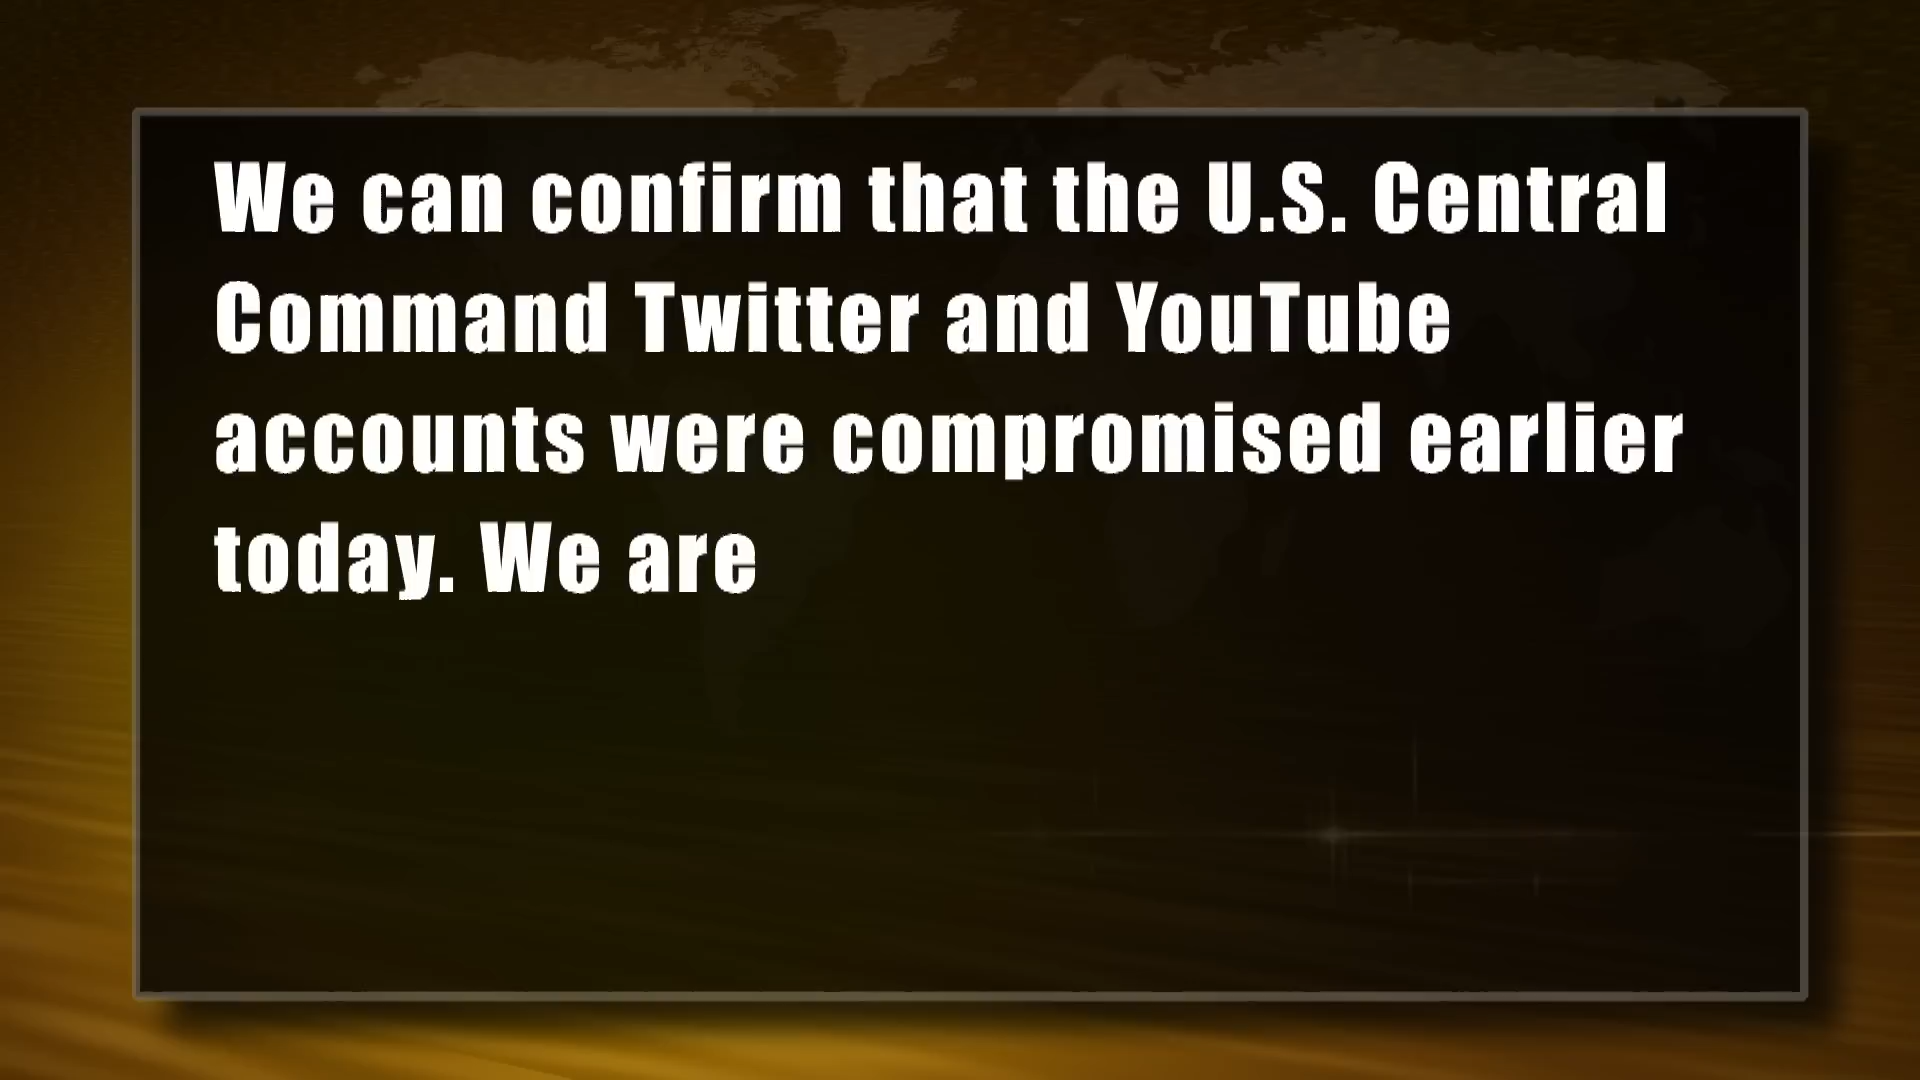 We can confirm that the U.S. Central
Command Twitter and YouTube
accounts were compromised earlier
today. We are